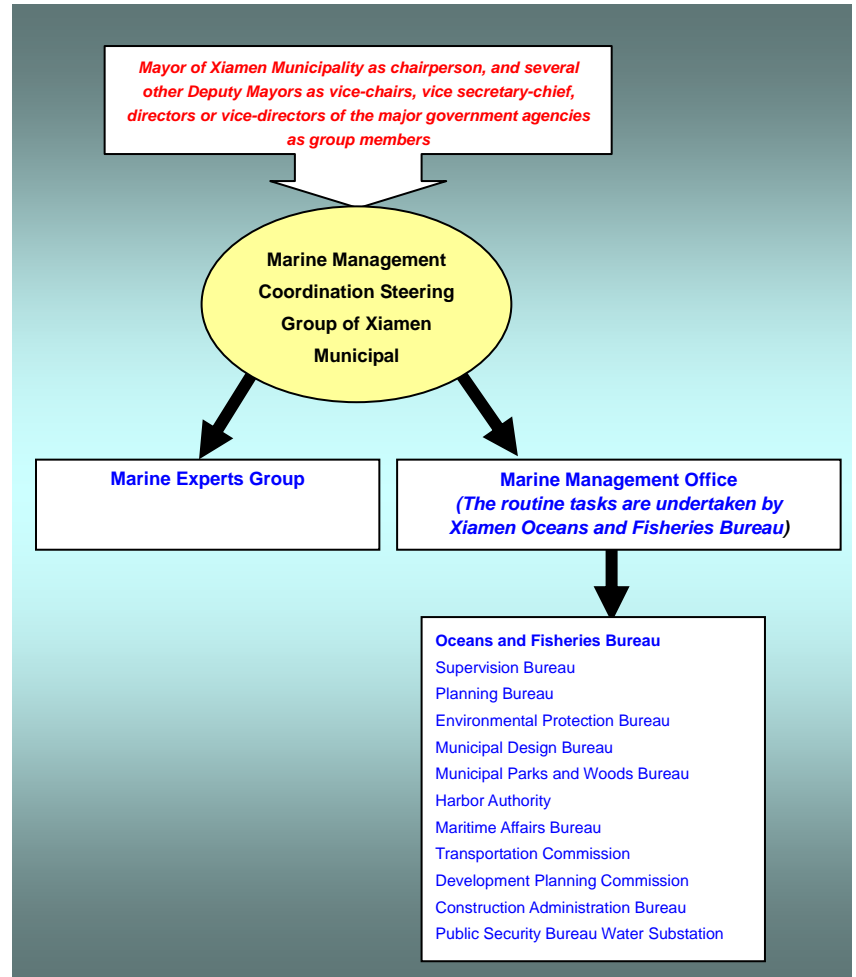 Mayor of Xiamen Municipality as chairperson, and several
other Deputy Mayors as vice-chairs, vice secretary-chief,
directors or vice-directors of the major government agencies
as group members
Marine Management
Coordination Steering
Group of Xiamen
Municipal
Marine Experts Group
Marine Management Office
(The routine tasks are undertaken by
Xiamen Oceans and Fisheries Bureau)
Oceans and Fisheries Bureau
Supervision Bureau
Planning Bureau
Environmental Protection Bureau
Municipal Design Bureau
Municipal Parks and Woods Bureau
Harbor Authority
Maritime Affairs Bureau
Transportation Commission
Development Planning Commission
Construction Administration Bureau
Public Security Bureau Water Substation